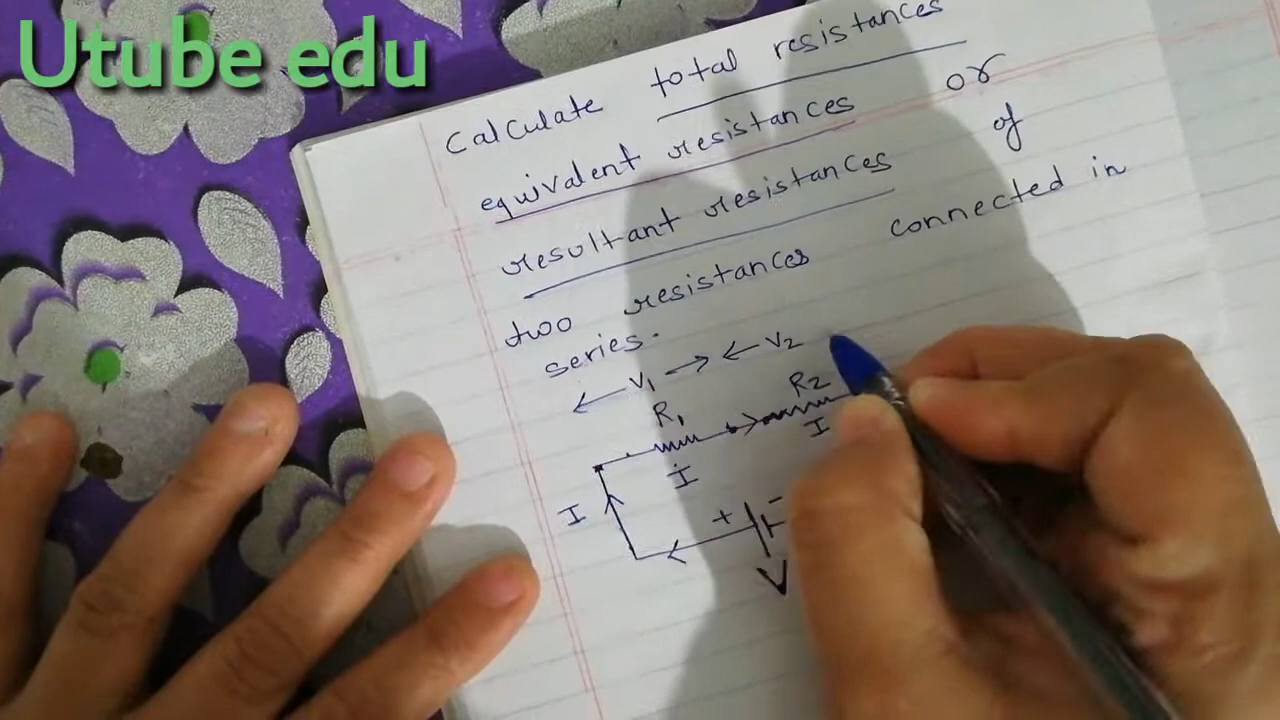 Utube edu
Calculate total resistances
equivalent resistances or
resultant resistances of
two resistances connected in
series.
V1 V2
R1 R2
I I
I + -
V